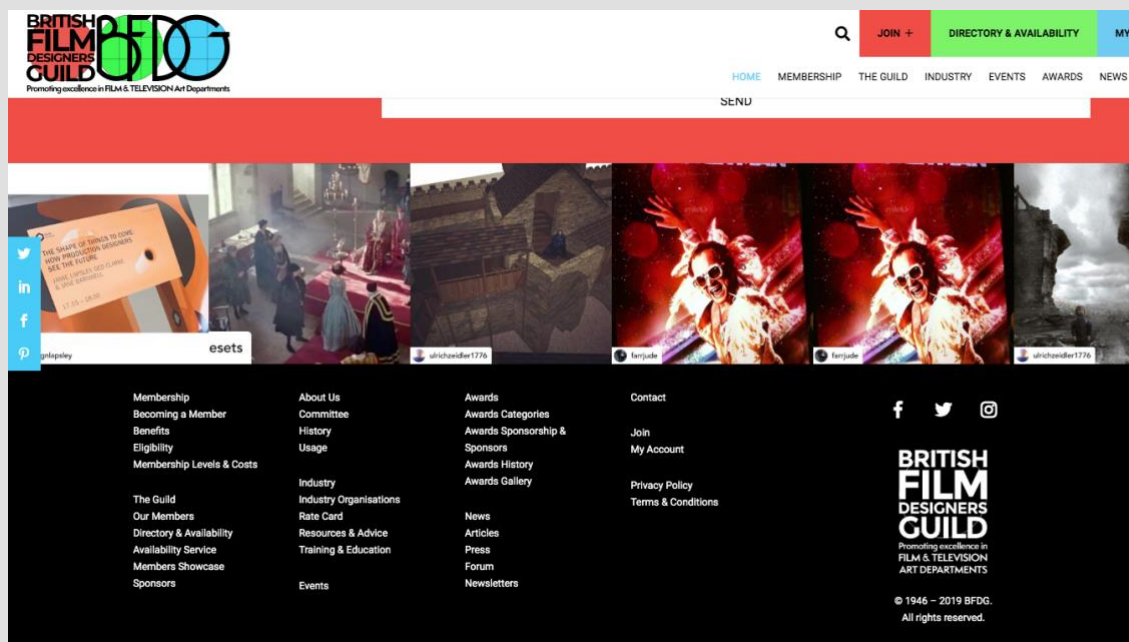 BRITISH
FILM
DESIGNERS
GUILD
BFDG
Promoting excellence in FILM & TELEVISION Art Departments
JOIN +
DIRECTORY & AVAILABILITY
MY
HOME
MEMBERSHIP
THE GUILD
INDUSTRY
EVENTS
AWARDS
NEWS
SEND
THE SHAPE OF THINGS TO COME:
HOW PRODUCTION DESIGNERS
SEE THE FUTURE.
17.15 – 18.00
gnlapsley
esets
ulrichzeidler1776
farrjude
farrjude
ulrichzeidler1776
Membership
Becoming a Member
Benefits
Eligibility
Membership Levels & Costs
The Guild
Our Members
Directory & Availability
Availability Service
Members Showcase
Sponsors
About Us
Committee
History
Usage
Industry
Industry Organisations
Rate Card
Resources & Advice
Training & Education
Events
Awards
Awards Categories
Awards Sponsorship &
Sponsors
Awards History
Awards Gallery
News
Articles
Press
Forum
Newsletters
Contact
Join
My Account
Privacy Policy
Terms & Conditions
BRITISH
FILM
DESIGNERS
GUILD
Promoting excellence in
FILM & TELEVISION
ART DEPARTMENTS
© 1946 – 2019 BFDG.
All rights reserved.